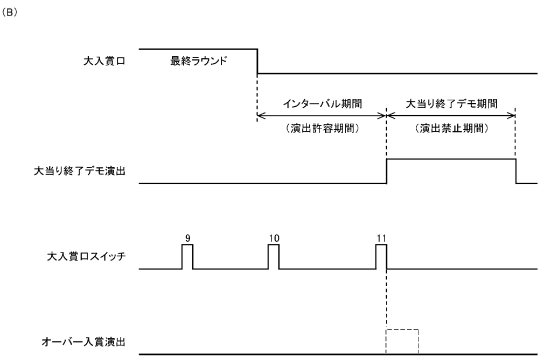 (B)
大入賞口
最終ラウンド
インターバル期間 大当り終了デモ期間
(演出許容期間) (演出禁止期間)
大当り終了デモ演出
9 10 11
大入賞口スイッチ
オーバー入賞演出